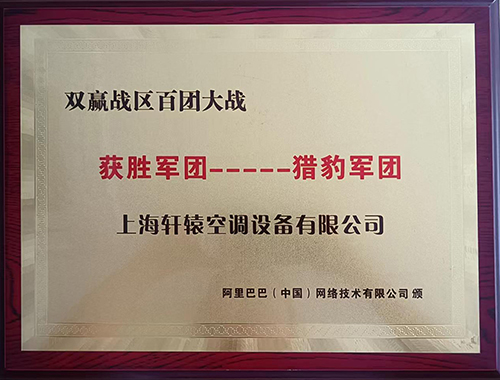 双赢战区百团大战
获胜军团-----猎豹军团
上海轩辕空调设备有限公司
阿里巴巴（中国）网络技术有限公司 颁